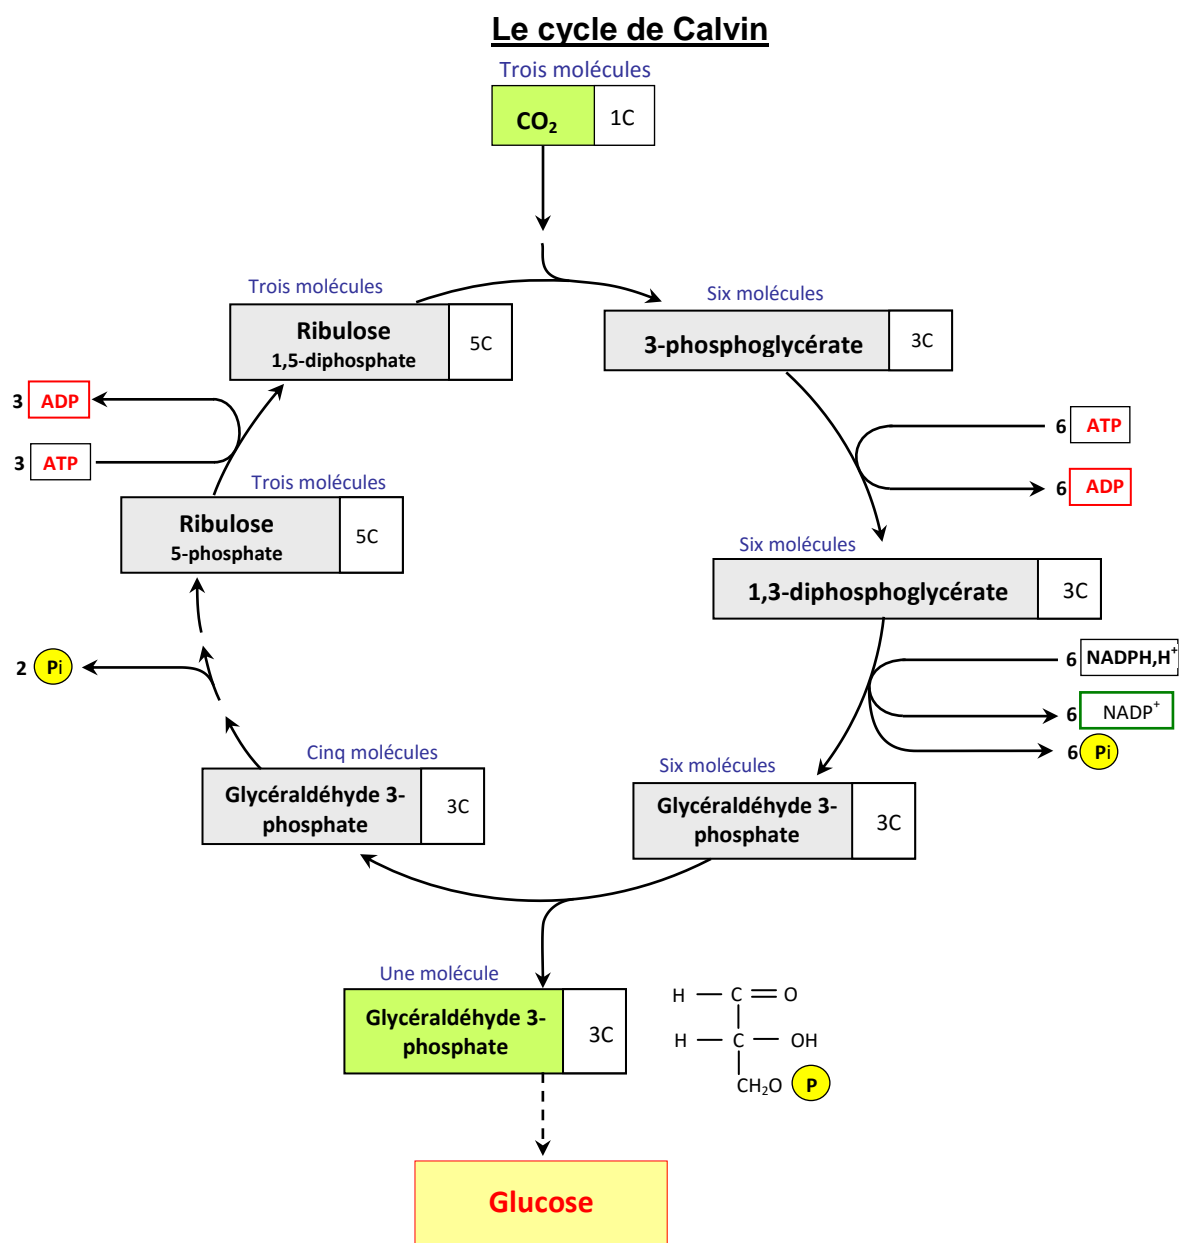 Le cycle de Calvin
Trois molécules
CO₂ 1C
Trois molécules
Ribulose
1,5-diphosphate
5C
Six molécules
3-phosphoglycérate 3C
3 ADP
3 ATP
6 ATP
6 ADP
Trois molécules
Ribulose
5-phosphate
5C
Six molécules
1,3-diphosphoglycérate 3C
2 Pi
6 NADPH,H⁺
6 NADP⁺
6 Pi
Cinq molécules
Glycéraldéhyde 3-
phosphate
3C
Six molécules
Glycéraldéhyde 3-
phosphate
3C
Une molécule
Glycéraldéhyde 3-
phosphate
3C
H — C = O
H — C — OH
CH₂O P
Glucose